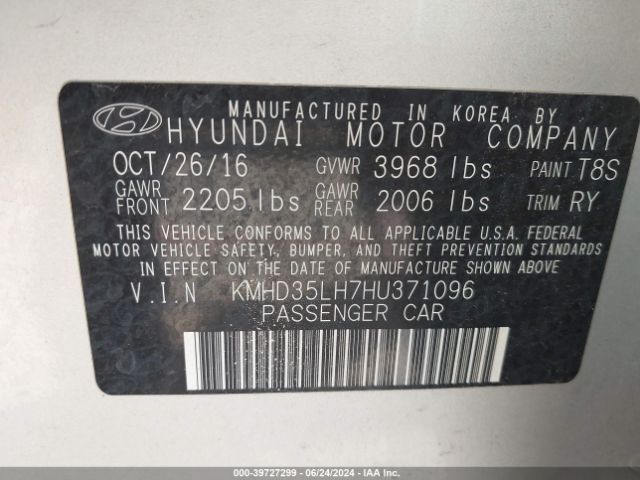 MANUFACTURED IN KOREA BY
HYUNDAI MOTOR COMPANY
OCT/26/16 GVWR 3968 lbs PAINT T8S
GAWR FRONT 2205 lbs GAWR REAR 2006 lbs TRIM RY
THIS VEHICLE CONFORMS TO ALL APPLICABLE U.S.A. FEDERAL
MOTOR VEHICLE SAFETY, BUMPER, AND THEFT PREVENTION STANDARDS
IN EFFECT ON THE DATE OF MANUFACTURE SHOWN ABOVE
V.I.N KMHD35LH7HU371096
PASSENGER CAR
000-39727299 - 06/24/2024 - IAA Inc.